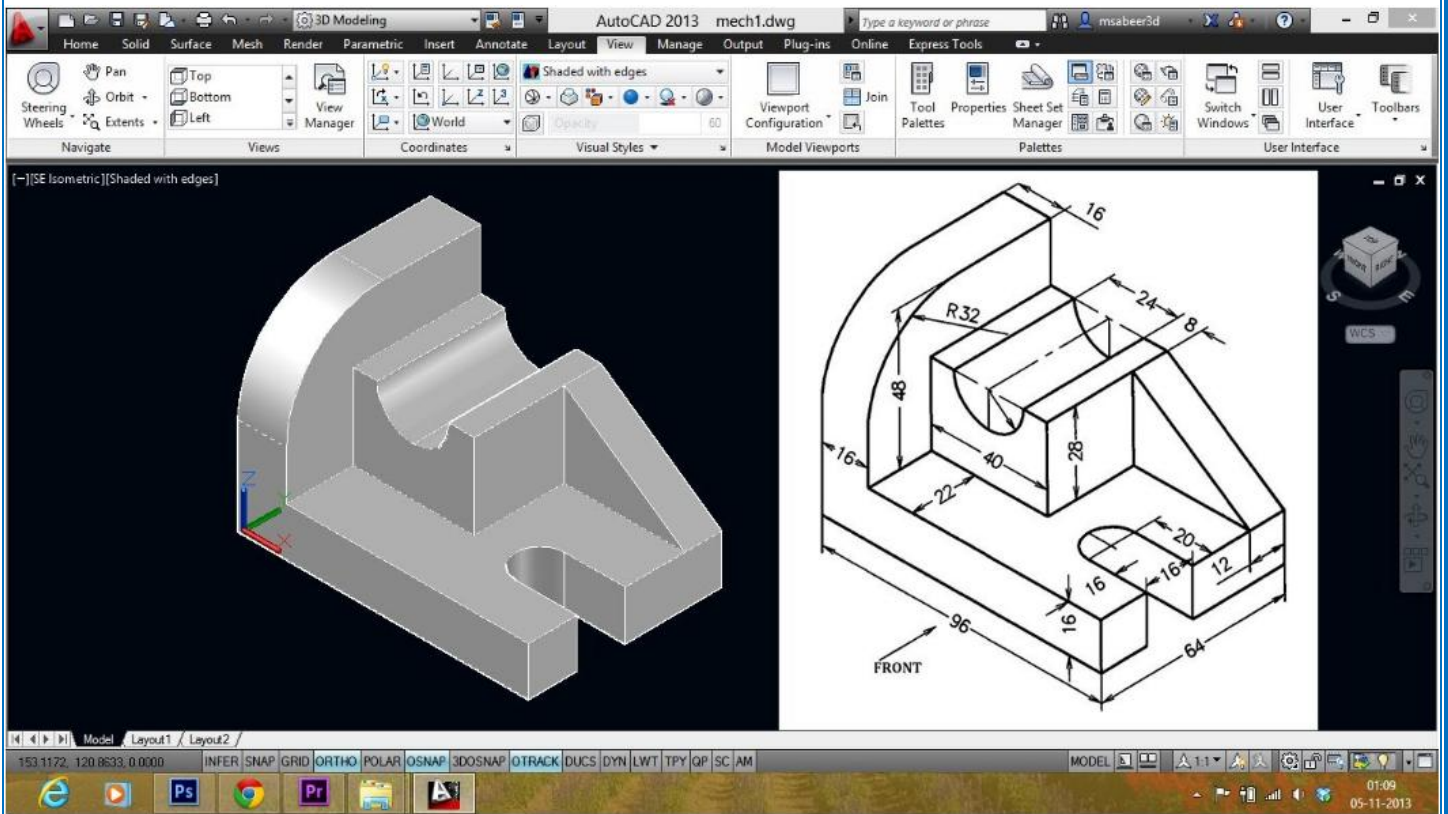 3D Modeling AutoCAD 2013 mech1.dwg Type a keyword or phrase msabeer3d
Home Solid Surface Mesh Render Parametric Insert Annotate Layout View Manage Output Plug-ins Online Express Tools
Steering Wheels
Pan
Orbit
Extents
Navigate
Top
Bottom
Left
View Manager
Views
World
Coordinates
Shaded with edges
Opacity 60
Visual Styles
Viewport Configuration
Join
Model Viewports
Tool Palettes
Properties
Sheet Set Manager
Palettes
Switch Windows
User Interface
Toolbars
User Interface
[−][SE Isometric][Shaded with edges]
Z
Y
X
16
24
8
R32
48
16
40
28
22
20
16
16
12
16
96
64
FRONT
FRONT
S
E
WCS
Model Layout1 Layout2
153.1172, 120.8633, 0.0000 INFER SNAP GRID ORTHO POLAR OSNAP 3DOSNAP OTRACK DUCS DYN LWT TPY QP SC AM MODEL 1:1
Ps
Pr
01:09
05-11-2013